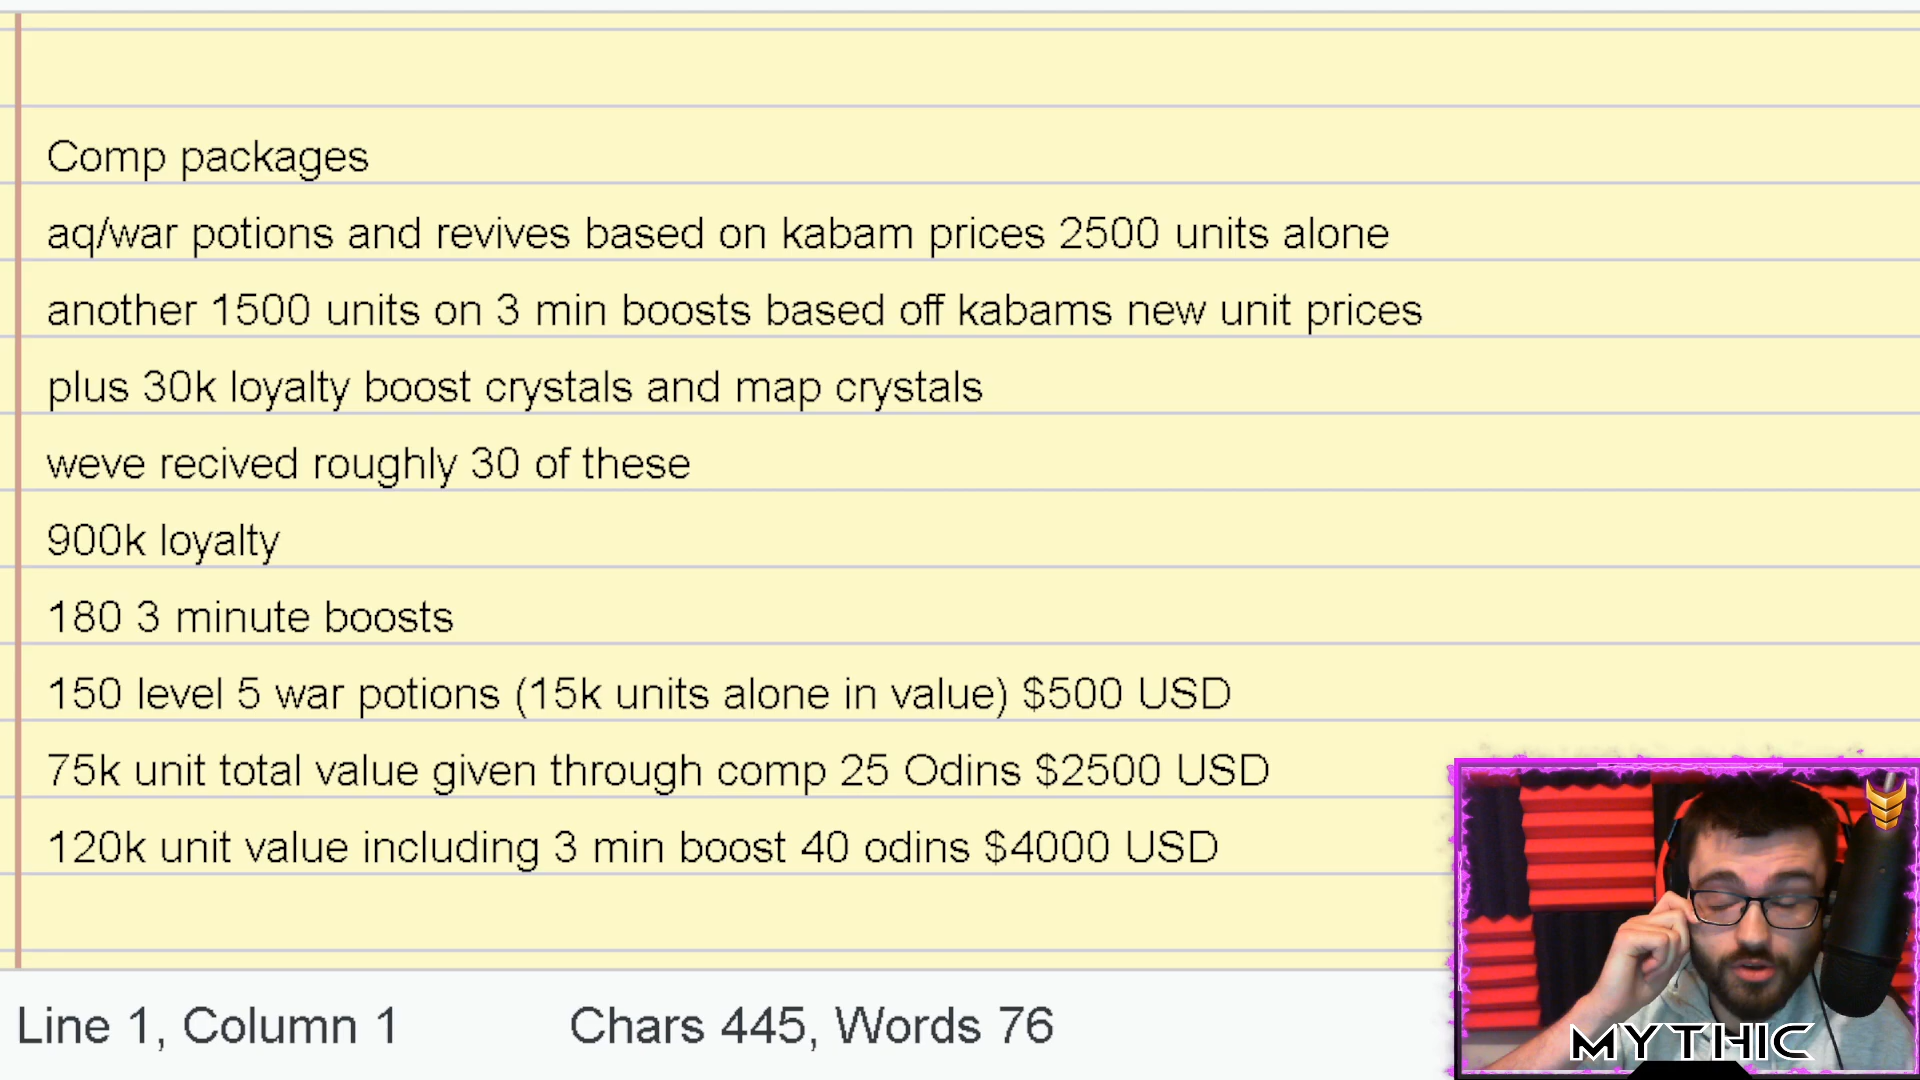 Comp packages
aq/war potions and revives based on kabam prices 2500 units alone
another 1500 units on 3 min boosts based off kabams new unit prices
plus 30k loyalty boost crystals and map crystals
weve recived roughly 30 of these
900k loyalty
180 3 minute boosts
150 level 5 war potions (15k units alone in value) $500 USD
75k unit total value given through comp 25 Odins $2500 USD
120k unit value including 3 min boost 40 odins $4000 USD
Line 1, Column 1 Chars 445, Words 76
MYTHIC